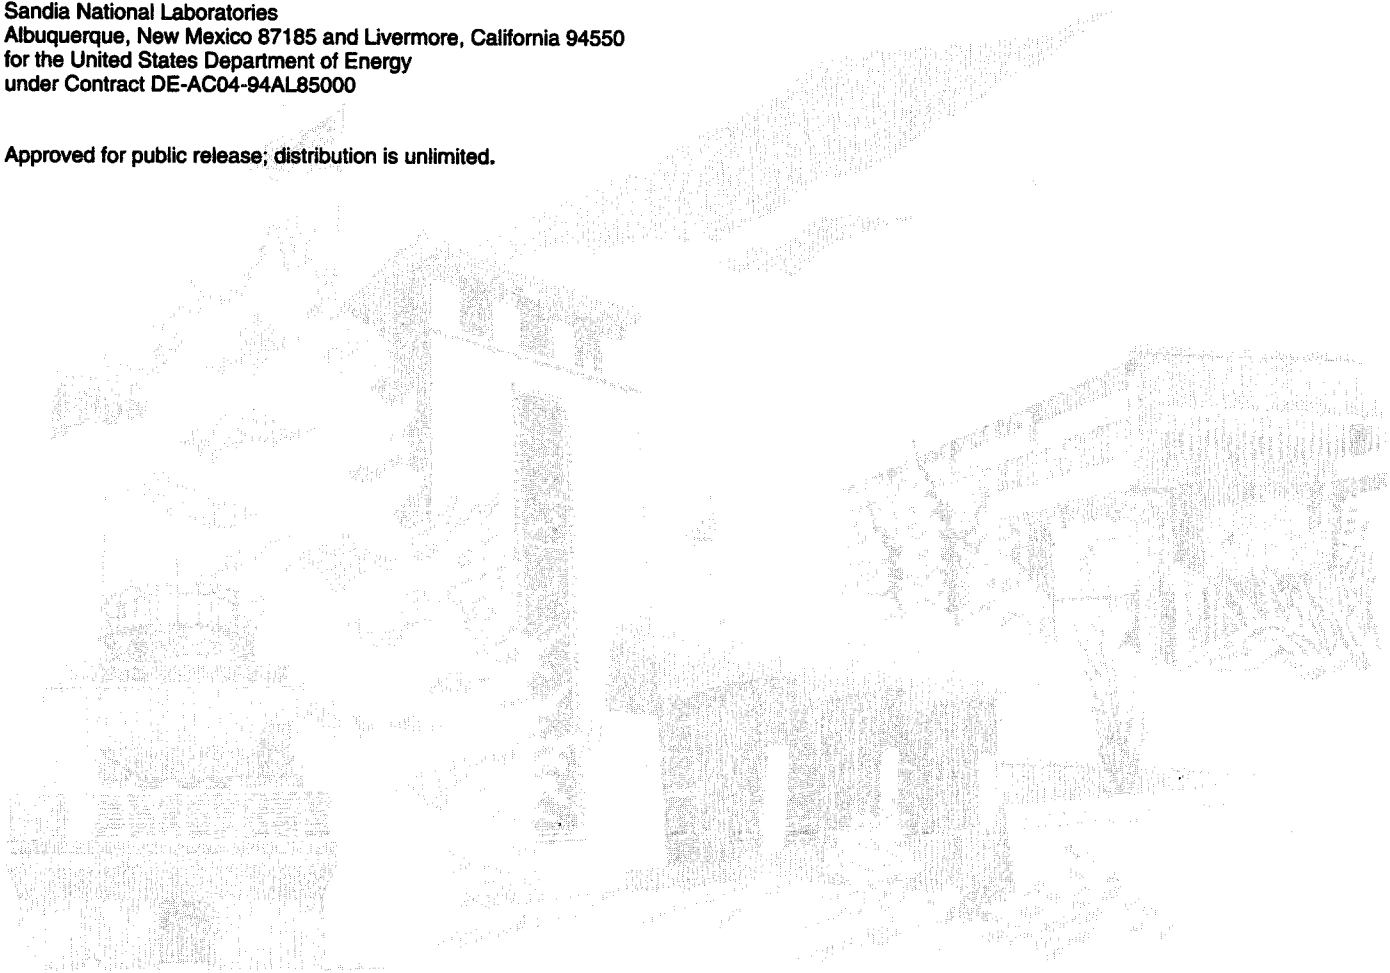 Sandia National Laboratories
Albuquerque, New Mexico 87185 and Livermore, California 94550
for the United States Department of Energy
under Contract DE-AC04-94AL85000
Approved for public release; distribution is unlimited.